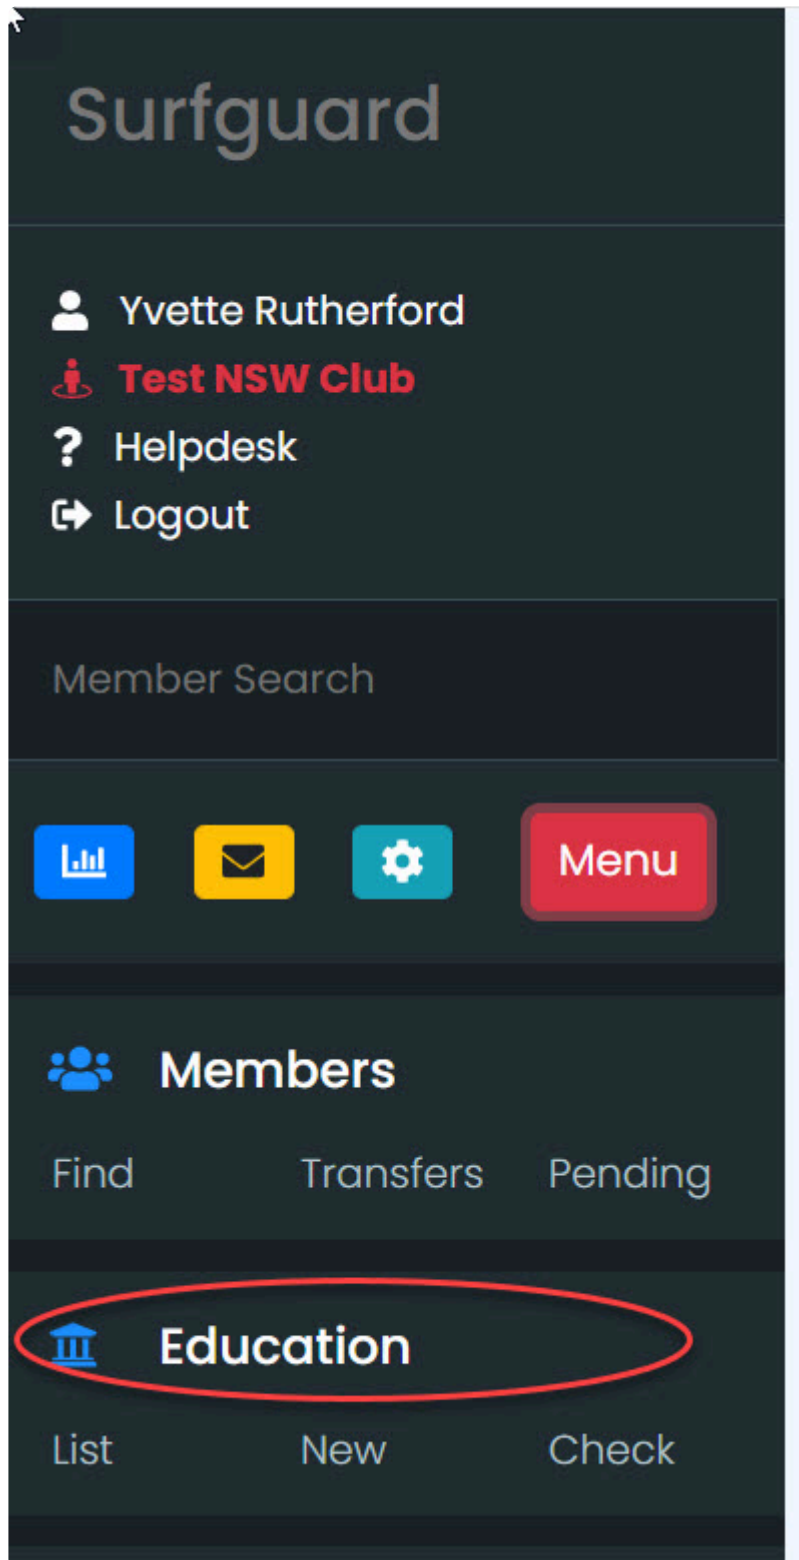 Surfguard
Yvette Rutherford
Test NSW Club
Helpdesk
Logout
Member Search
Menu
Members
Find Transfers Pending
Education
List New Check